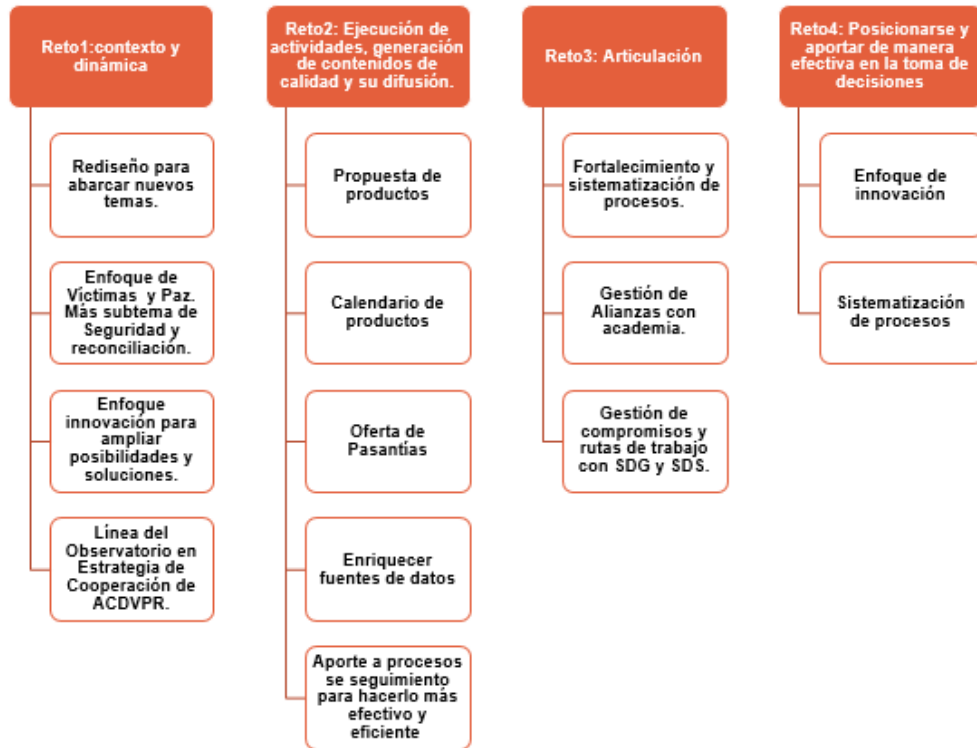 Reto1:contexto y
dinámica
Rediseño para
abarcar nuevos
temas.
Enfoque de
Víctimas y Paz.
Más subtema de
Seguridad y
reconciliación.
Enfoque
innovación para
ampliar
posibilidades y
soluciones.
Línea del
Observatorio en
Estrategia de
Cooperación de
ACDVPR.
Reto2: Ejecución de
actividades, generación
de contenidos de
calidad y su difusión.
Propuesta de
productos
Calendario de
productos
Oferta de
Pasantías
Enriquecer
fuentes de datos
Aporte a procesos
se seguimiento
para hacerlo más
efectivo y
eficiente
Reto3: Articulación
Fortalecimiento y
sistematización de
procesos.
Gestión de
Alianzas con
academia.
Gestión de
compromisos y
rutas de trabajo
con SDG y SDS.
Reto4: Posicionarse y
aportar de manera
efectiva en la toma de
decisiones
Enfoque de
innovación
Sistematización
de procesos